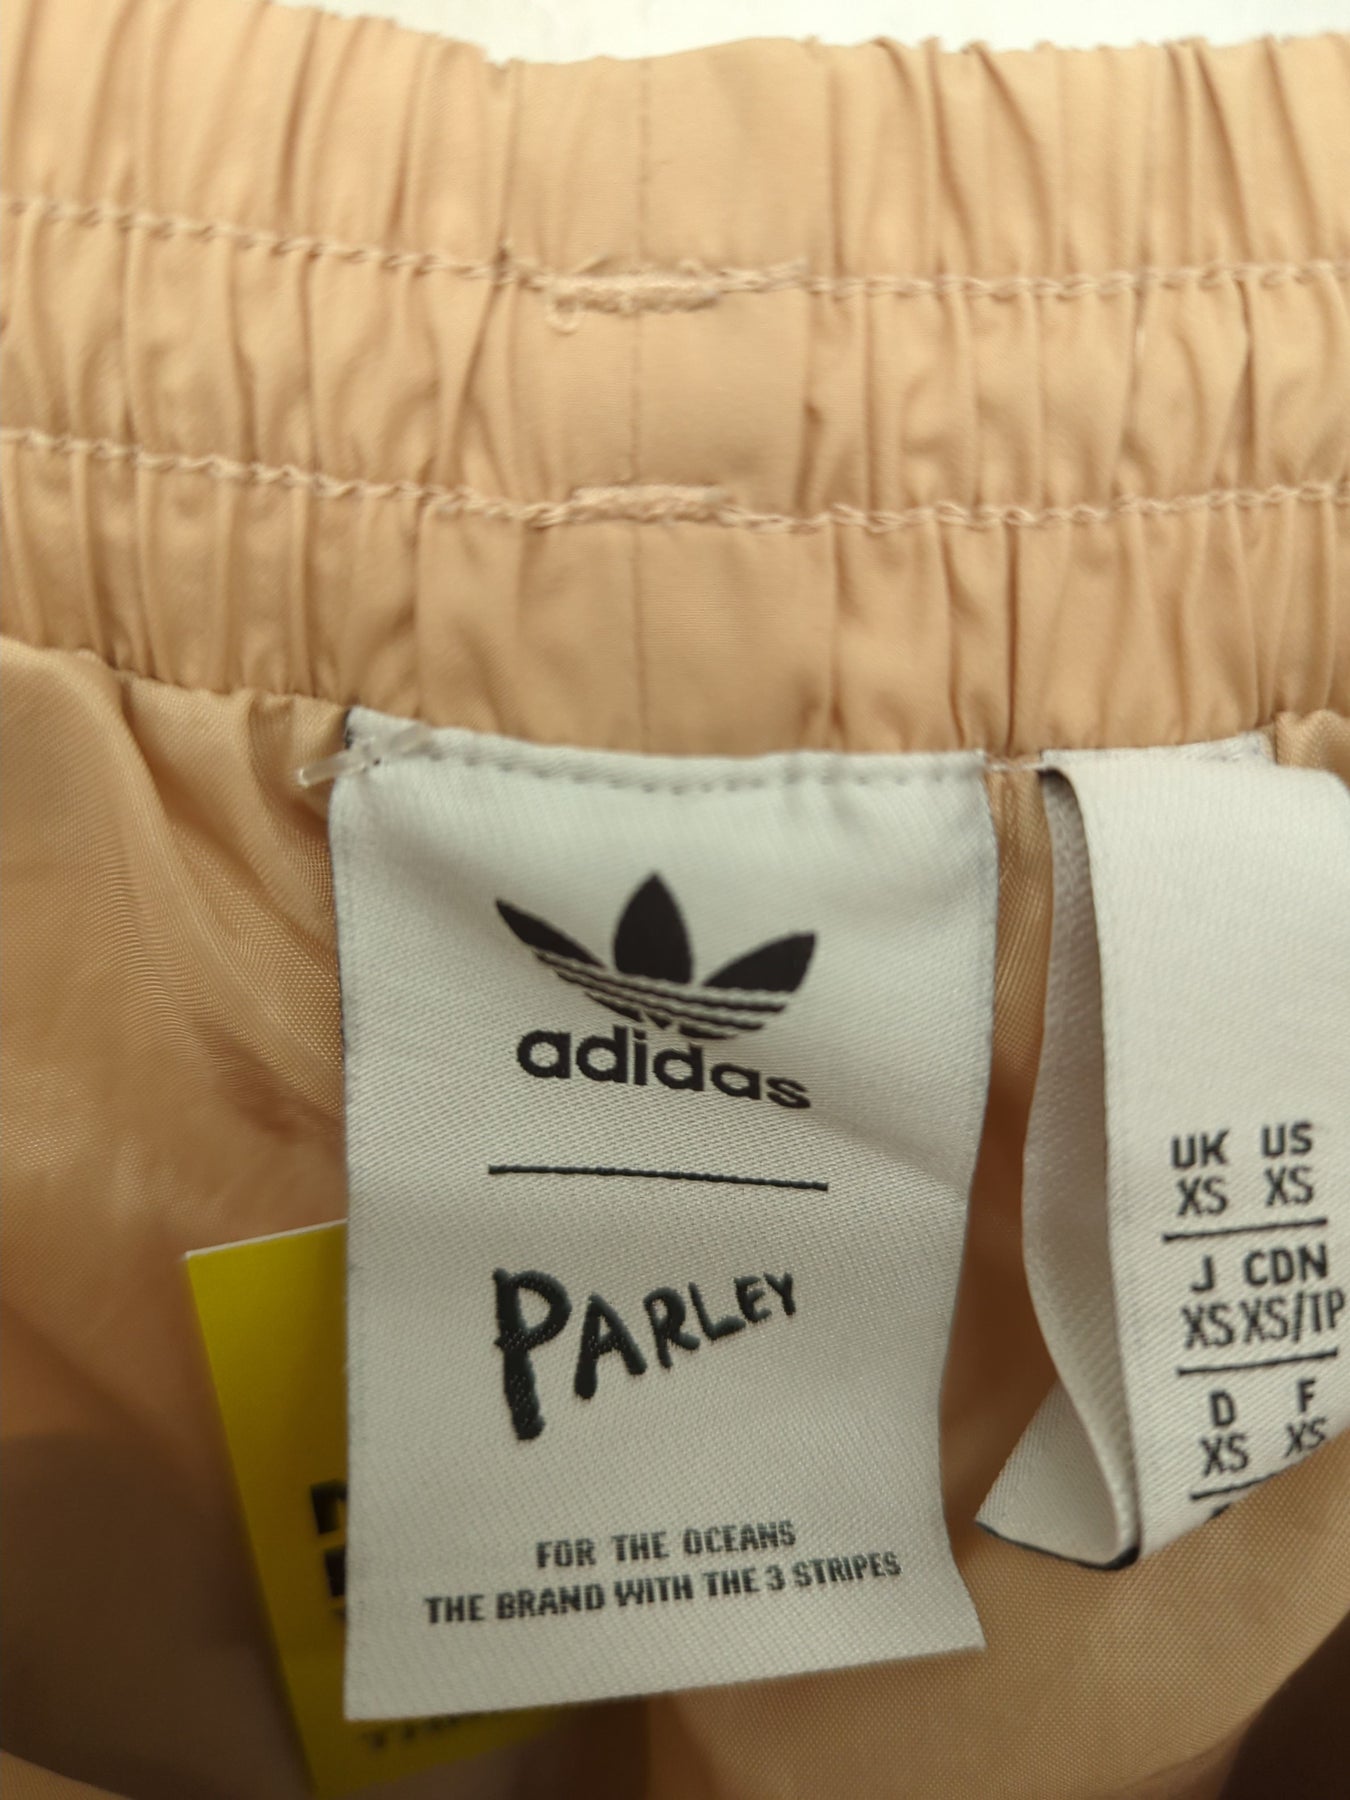 adidas
PARLEY
FOR THE OCEANS
THE BRAND WITH THE 3 STRIPES
UK US
XS XS
J CDN
XS XS/TP
D F
XS XS